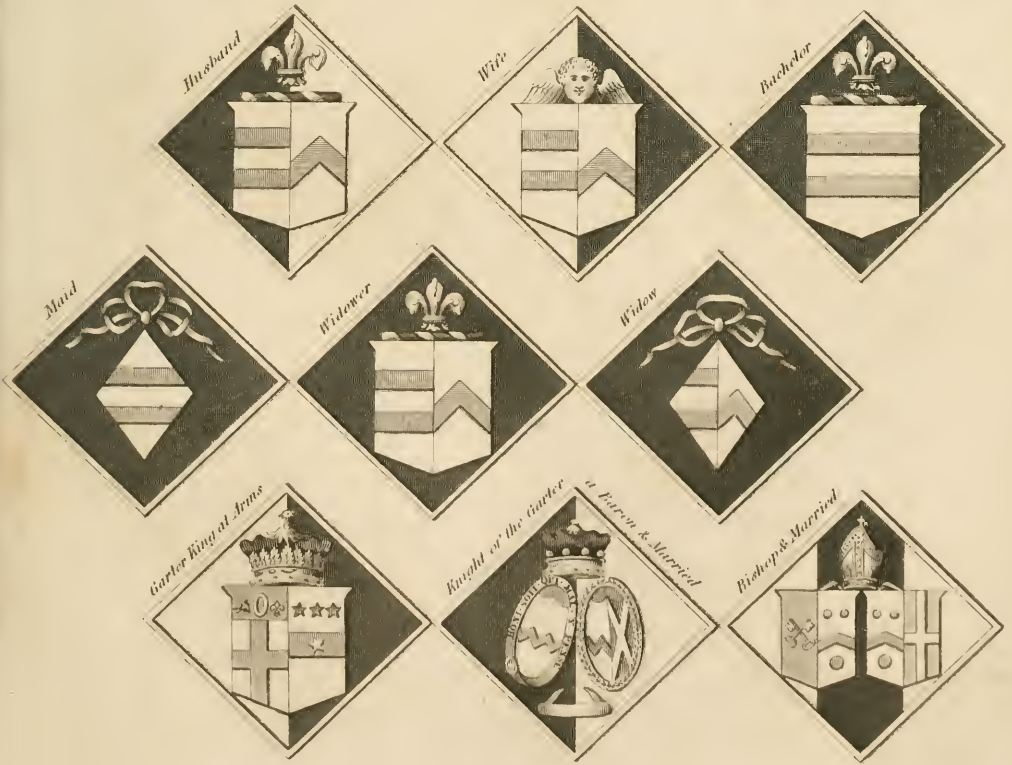 Husband
Wife
Bachelor
Maid
Widower
Widow
Garter King at Arms
Knight of the Garter
a Baron & Married
Bishop & Married
HONI SOIT QUI MAL Y PENSE